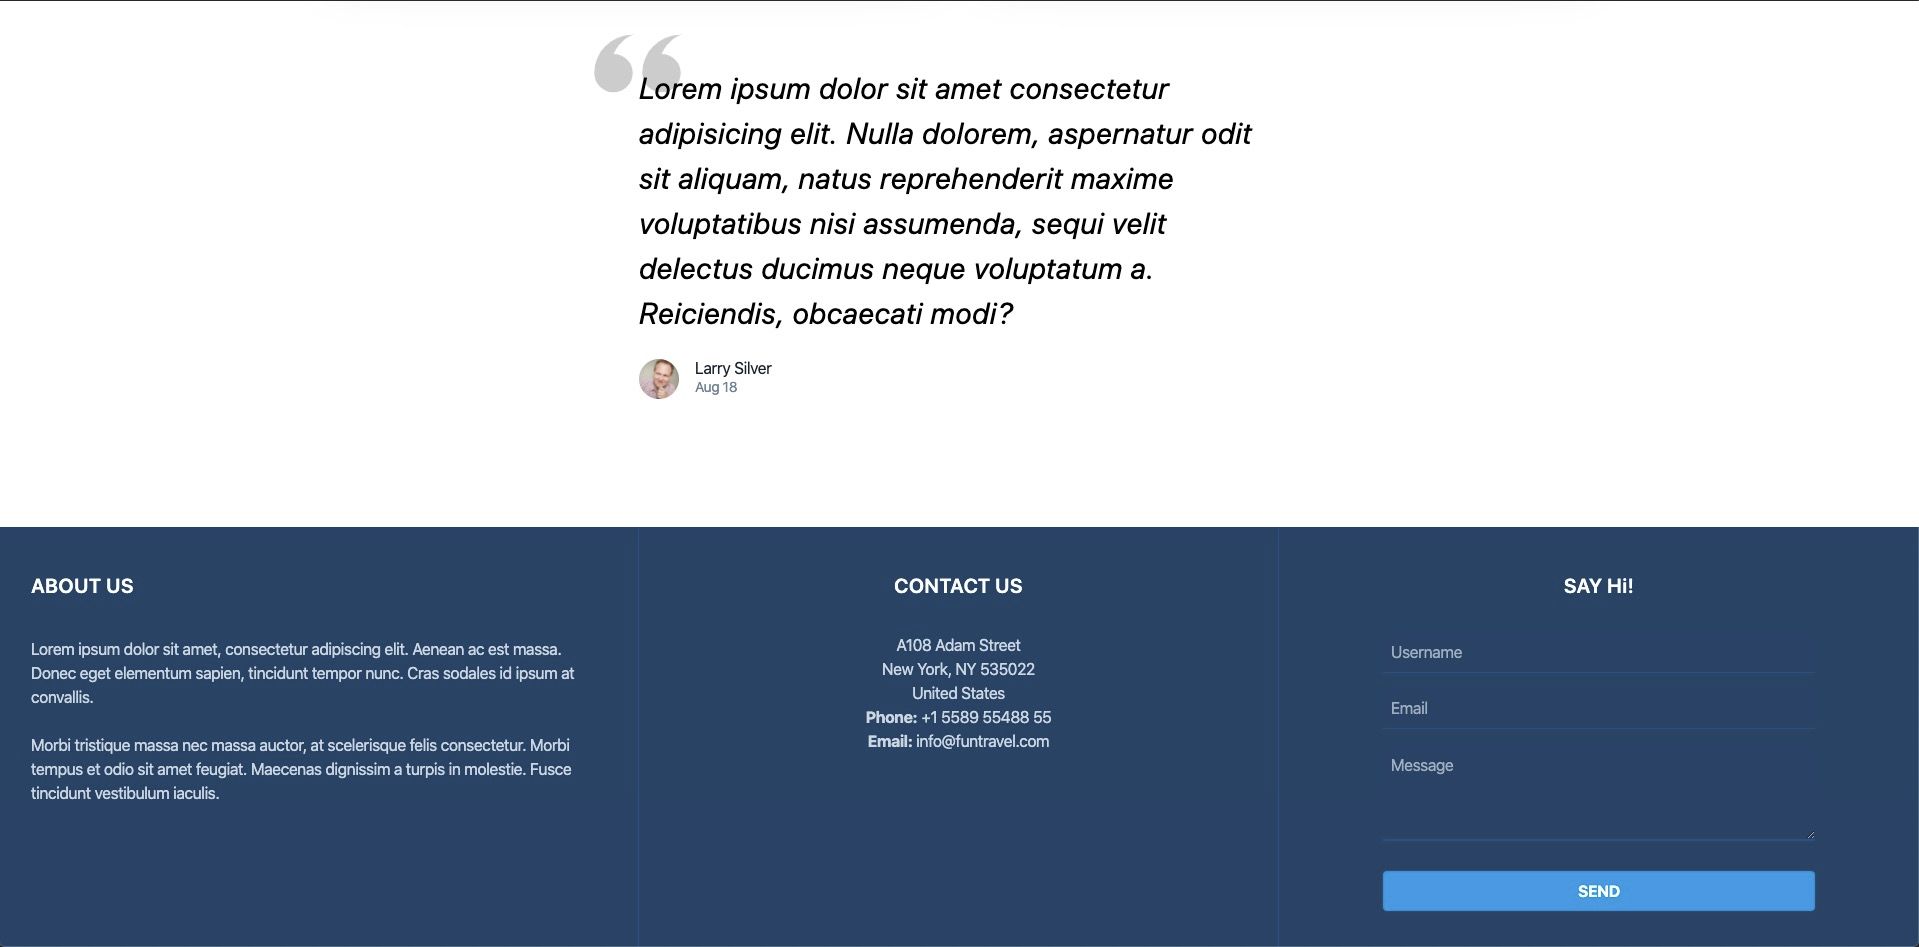 “
Lorem ipsum dolor sit amet consectetur
adipisicing elit. Nulla dolorem, aspernatur odit
sit aliquam, natus reprehenderit maxime
voluptatibus nisi assumenda, sequi velit
delectus ducimus neque voluptatum a.
Reiciendis, obcaecati modi?
Larry Silver
Aug 18
ABOUT US
Lorem ipsum dolor sit amet, consectetur adipiscing elit. Aenean ac est massa.
Donec eget elementum sapien, tincidunt tempor nunc. Cras sodales id ipsum at
convallis.
Morbi tristique massa nec massa auctor, at scelerisque felis consectetur. Morbi
tempus et odio sit amet feugiat. Maecenas dignissim a turpis in molestie. Fusce
tincidunt vestibulum iaculis.
CONTACT US
A108 Adam Street
New York, NY 535022
United States
Phone: +1 5589 55488 55
Email: info@funtravel.com
SAY Hi!
Username
Email
Message
SEND